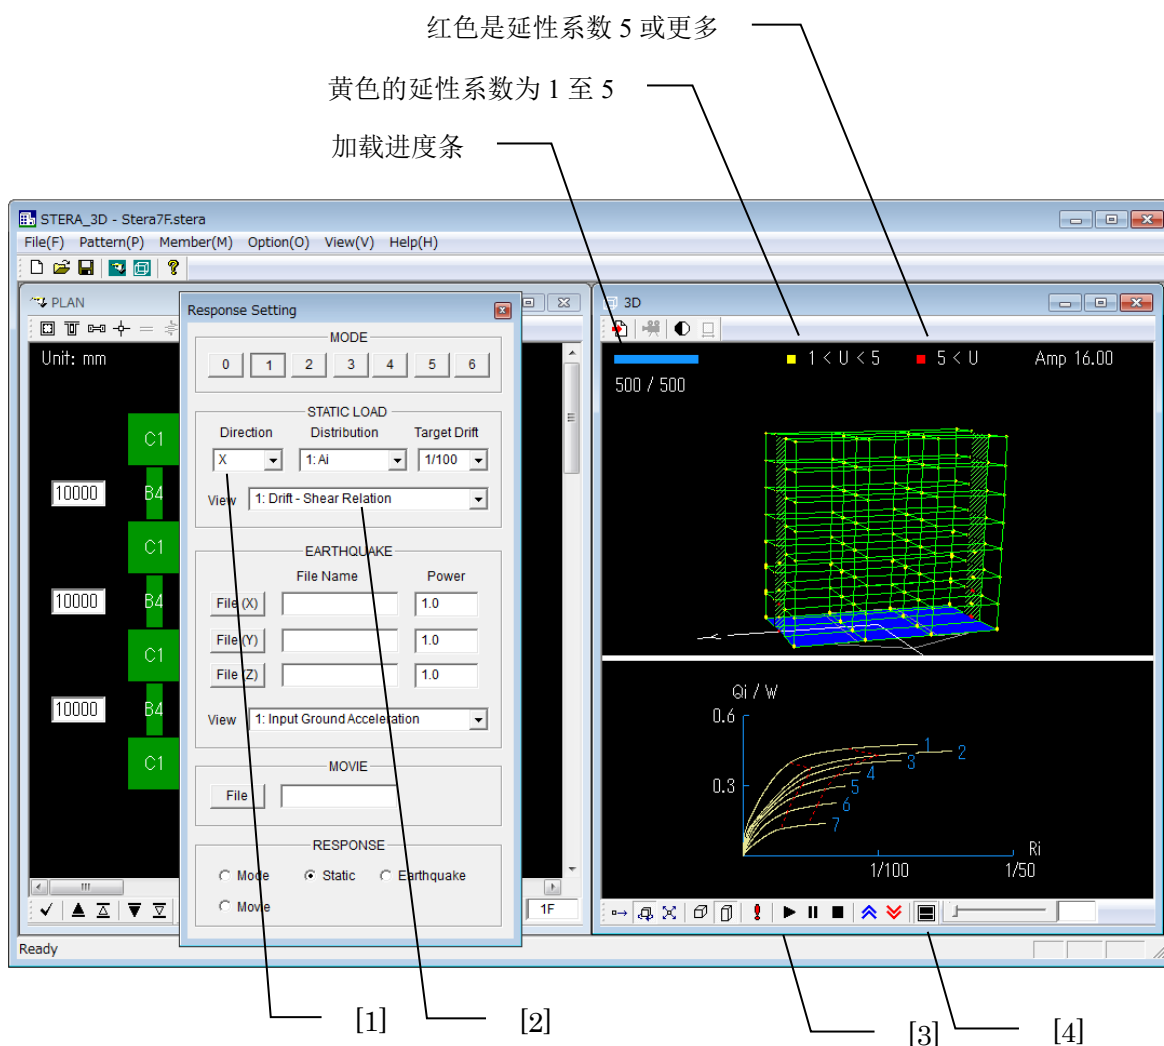 红色是延性系数 5 或更多
黄色的延性系数为 1 至 5
加载进度条
STERA_3D - Stera7F.stera
File(F) Pattern(P) Member(M) Option(O) View(V) Help(H)
PLAN
Unit: mm
C1
10000 B4
C1
10000 B4
C1
10000 B4
C1
1F
Response Setting
MODE
0 1 2 3 4 5 6
STATIC LOAD
Direction Distribution Target Drift
X 1: Ai 1/100
View 1: Drift - Shear Relation
EARTHQUAKE
File Name Power
File (X) 1.0
File (Y) 1.0
File (Z) 1.0
View 1: Input Ground Acceleration
MOVIE
File
RESPONSE
Mode Static Earthquake
Movie
3D
1 < U < 5 5 < U Amp 16.00
500 / 500
Qi / W
0.6
0.3
1
2
3
4
5
6
7
Ri
1/100 1/50
Ready
[1] [2] [3] [4]